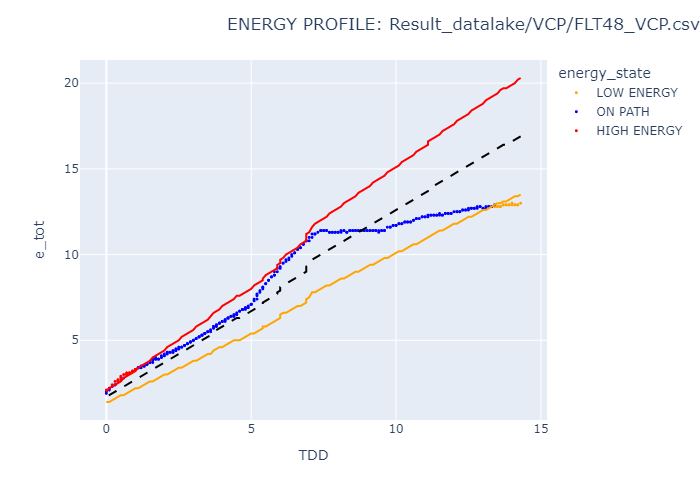 ENERGY PROFILE: Result_datalake/VCP/FLT48_VCP.csv
energy_state
LOW ENERGY
ON PATH
HIGH ENERGY
e_tot
20
15
10
5
0
5
10
15
TDD